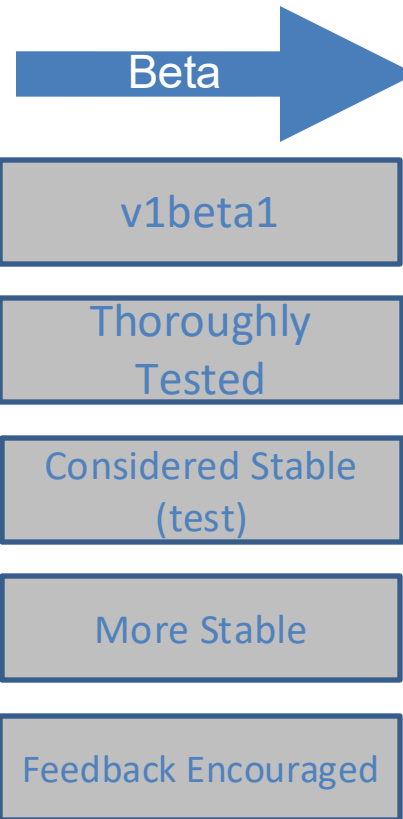 Beta
v1beta1
Thoroughly
Tested
Considered Stable
(test)
More Stable
Feedback Encouraged